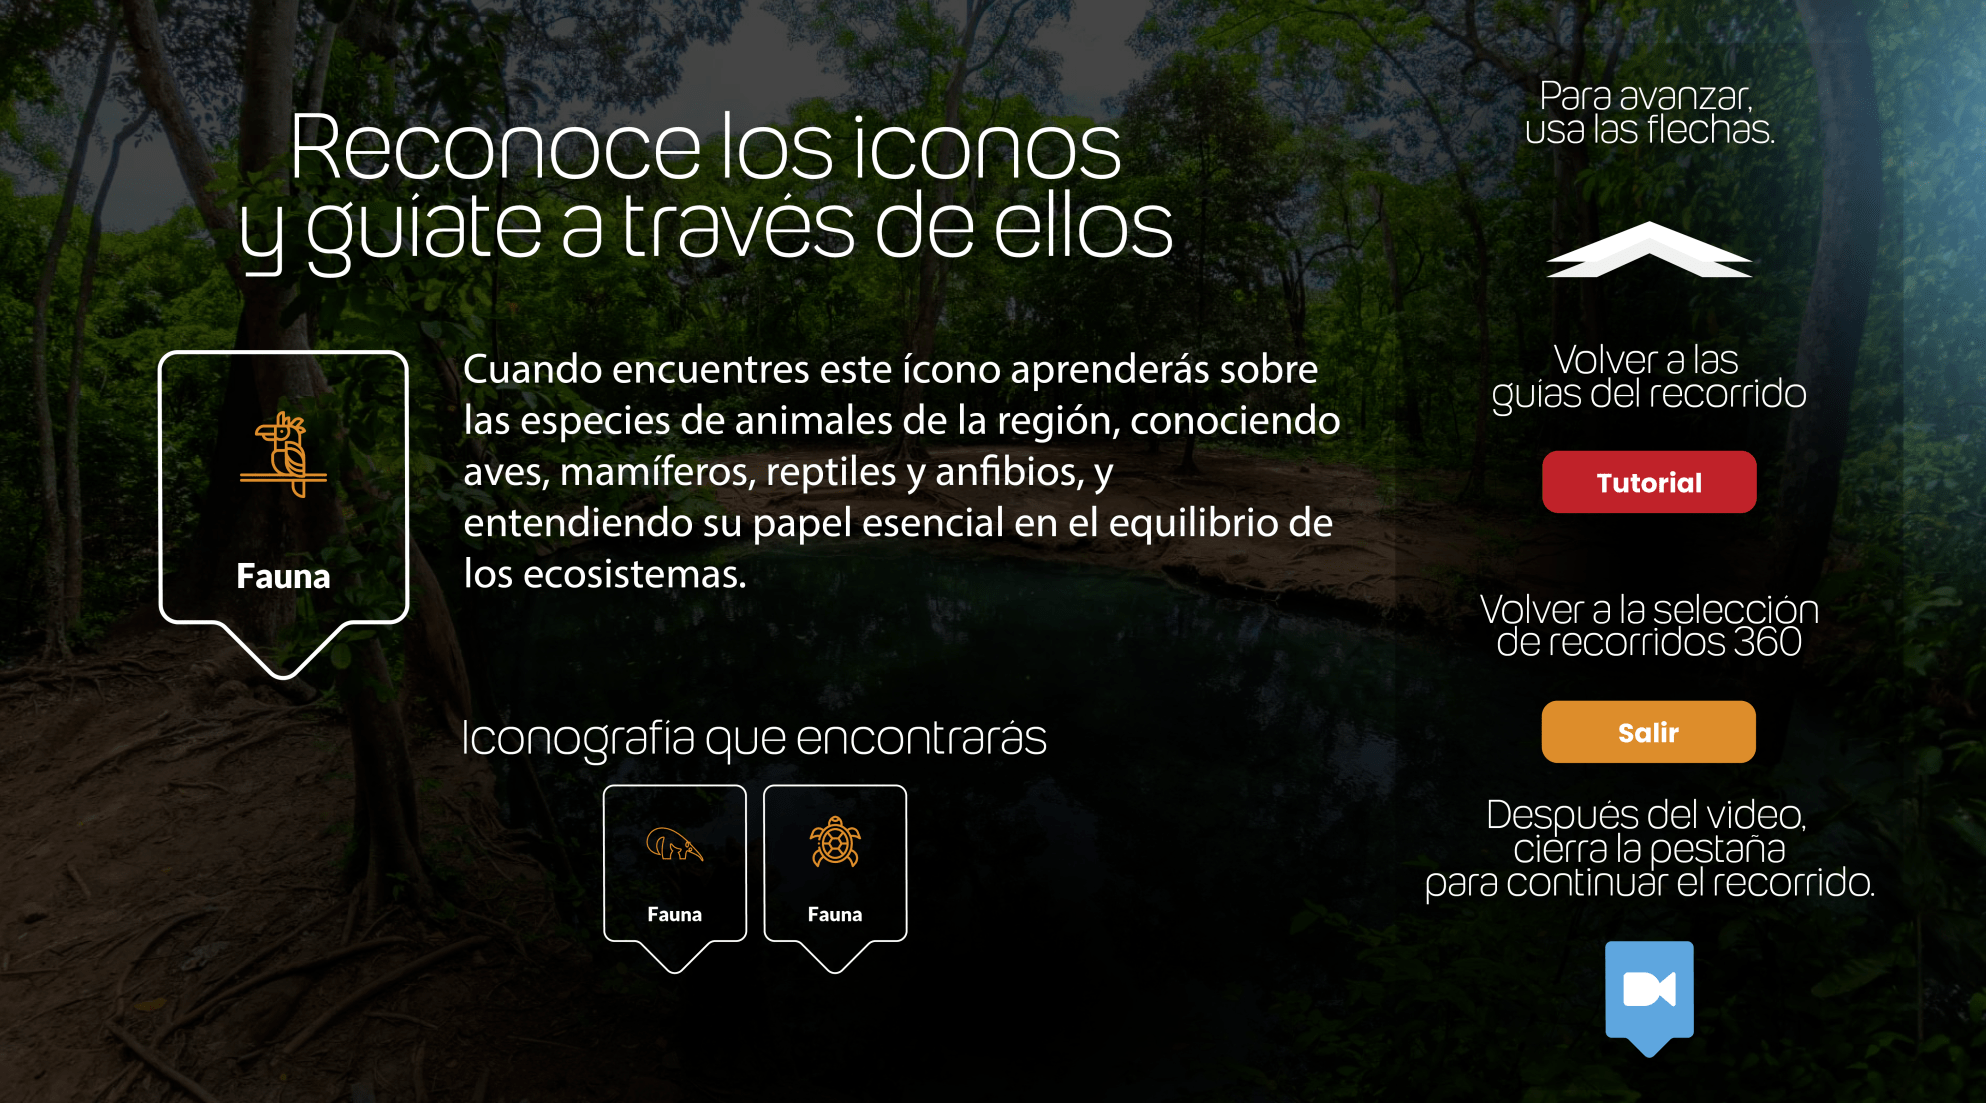 Reconoce los iconos
y guíate a través de ellos
Fauna
Cuando encuentres este ícono aprenderás sobre
las especies de animales de la región, conociendo
aves, mamíferos, reptiles y anfibios, y
entendiendo su papel esencial en el equilibrio de
los ecosistemas.
Iconografía que encontrarás
Fauna
Fauna
Para avanzar,
usa las flechas.
Volver a las
guías del recorrido
Tutorial
Volver a la selección
de recorridos 360
Salir
Después del video,
cierra la pestaña
para continuar el recorrido.